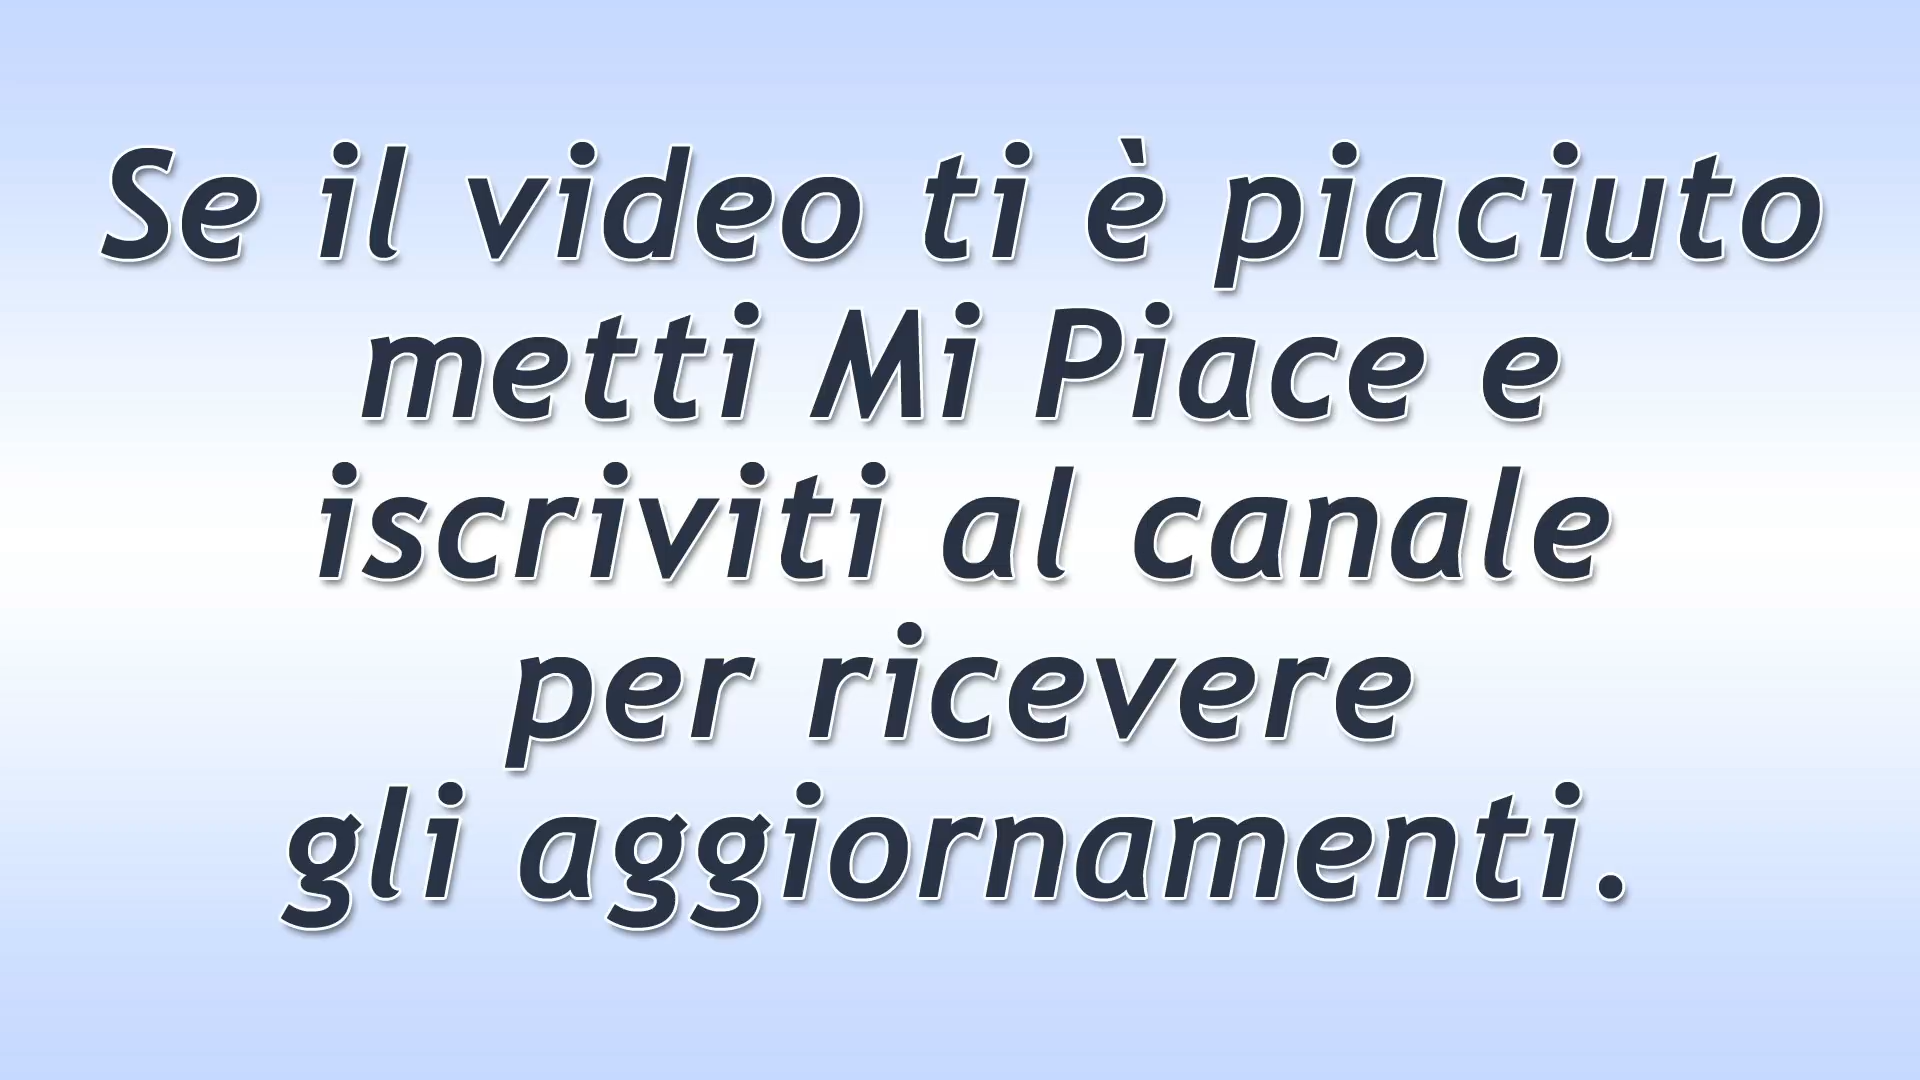 Se il video ti è piaciuto
metti Mi Piace e
iscriviti al canale
per ricevere
gli aggiornamenti.